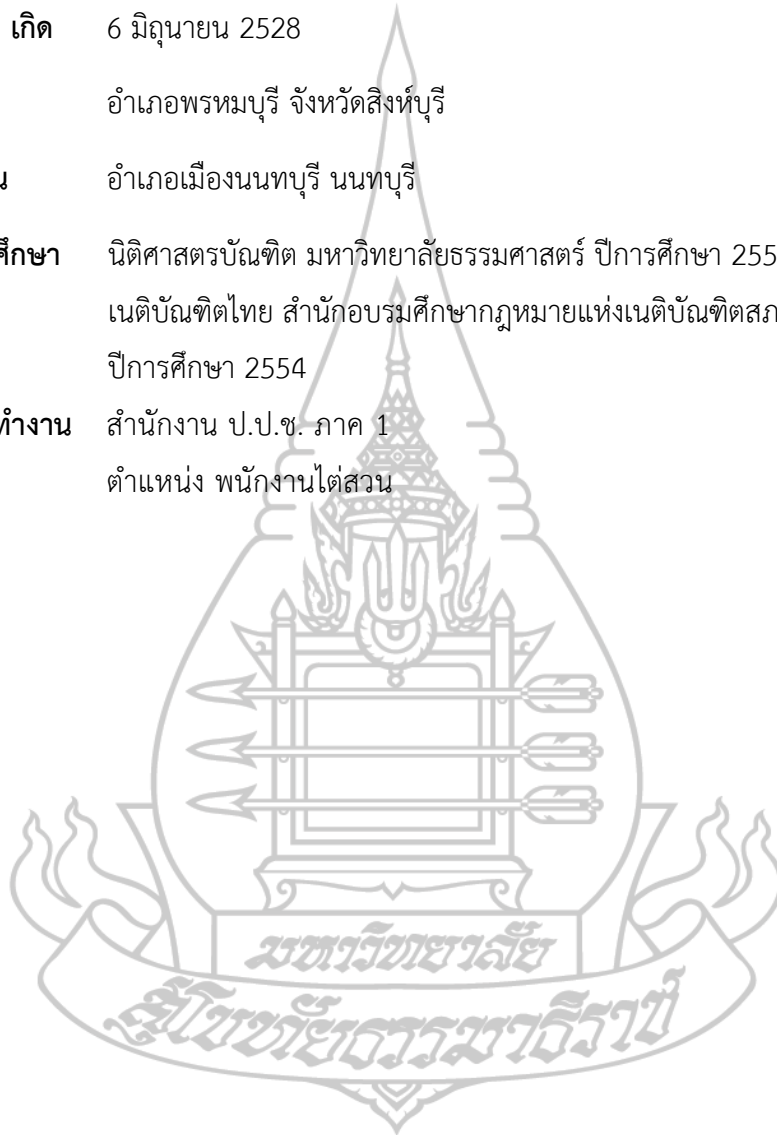 เกิด 6 มิถุนายน 2528
อำเภอพรหมบุรี จังหวัดสิงห์บุรี
อำเภอเมืองนนทบุรี นนทบุรี
ศึกษา นิติศาสตรบัณฑิต มหาวิทยาลัยธรรมศาสตร์ ปีการศึกษา 255
เนติบัณฑิตไทย สำนักอบรมศึกษากฎหมายแห่งเนติบัณฑิตสภ
ปีการศึกษา 2554
ทำงาน สำนักงาน ป.ป.ช. ภาค 1
ตำแหน่ง พนักงานไต่สวน
มหาวิทยาลัย
สุโขทัยธรรมาธิราช